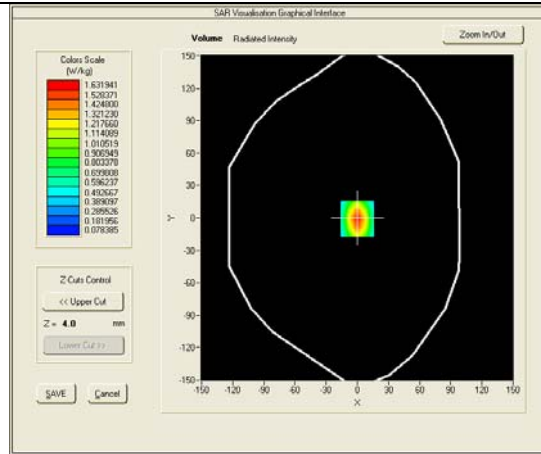 SAR Visualisation Graphical Interface
Volume Radiated Intensity
Zoom In/Out
Colors Scale
(W/kg)
1.631941
1.528371
1.424800
1.321230
1.217660
1.114089
1.010519
0.906949
0.803378
0.699808
0.596237
0.492667
0.389097
0.285526
0.181956
0.078385
Z Cuts Control
<< Upper Cut
Z = 4.0 mm
Lower Cut >>
SAVE Cancel
150
120
90
60
30
0
-30
-60
-90
-120
-150
Y
-150 -120 -90 -60 -30 0 30 60 90 120 150
X